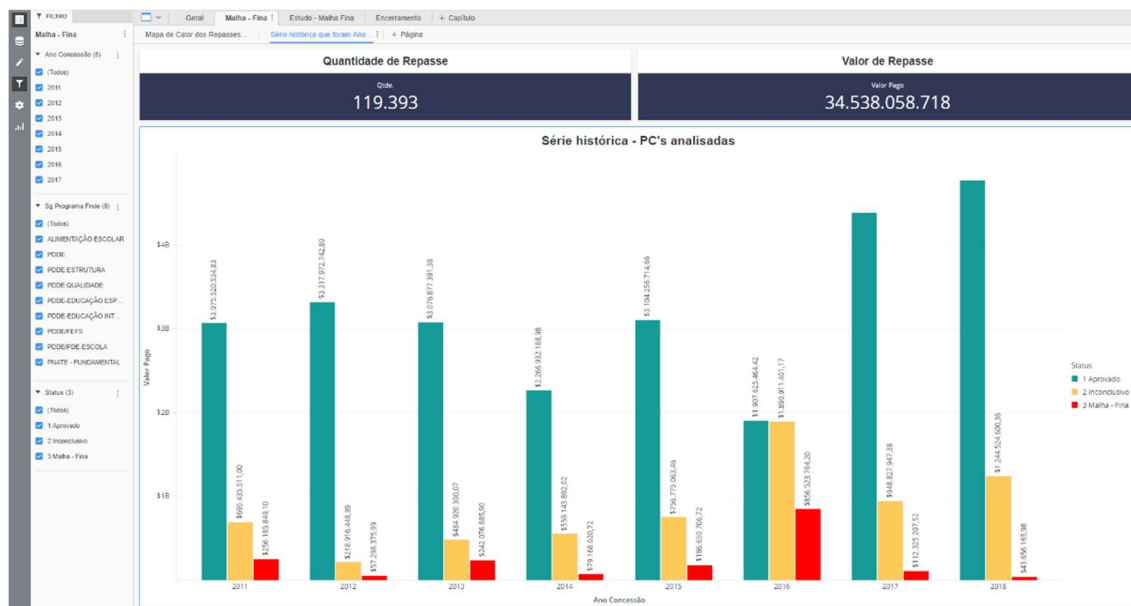 FILTRO
Malha - Fina
Ano Concessão (8)
(Todos)
2011
2012
2013
2014
2015
2016
2017
Sg Programa Fnde (9)
(Todos)
ALIMENTAÇÃO ESCOLAR
PDDE
PDDE ESTRUTURA
PDDE QUALIDADE
PDDE-EDUCAÇÃO ESP...
PDDE-EDUCAÇÃO INT...
PDDE/FEFS
PDDE/PDE-ESCOLA
PNATE - FUNDAMENTAL
Status (3)
(Todos)
1:Aprovado
2:Inconclusivo
3:Malha - Fina
Geral Malha - Fina Estudo - Malha Fina Encerramento + Capítulo
Mapa de Calor dos Repasses... Série histórica que foram Ana... + Página
Quantidade de Repasse
Qtde.
119.393
Valor de Repasse
Valor Pago
34.538.058.718
Série histórica - PC's analisadas
Valor Pago
$4B
$3B
$2B
$1B
$3.075.520.534,83
$695.435.511,00
$256.185.849,10
$3.317.972.742,80
$218.916.448,39
$57.298.375,99
$3.076.877.391,38
$484.920.300,07
$242.076.885,90
$2.266.932.188,38
$559.143.892,02
$79.168.020,72
$3.104.256.714,66
$756.775.063,46
$186.650.706,72
$1.907.625.464,42
$1.890.911.401,17
$856.523.764,20
$948.827.947,38
$112.325.207,52
$1.244.524.600,36
$43.656.165,98
2011 2012 2013 2014 2015 2016 2017 2018
Ano Concessão
Status
1 Aprovado
2 Inconclusivo
3 Malha - Fina